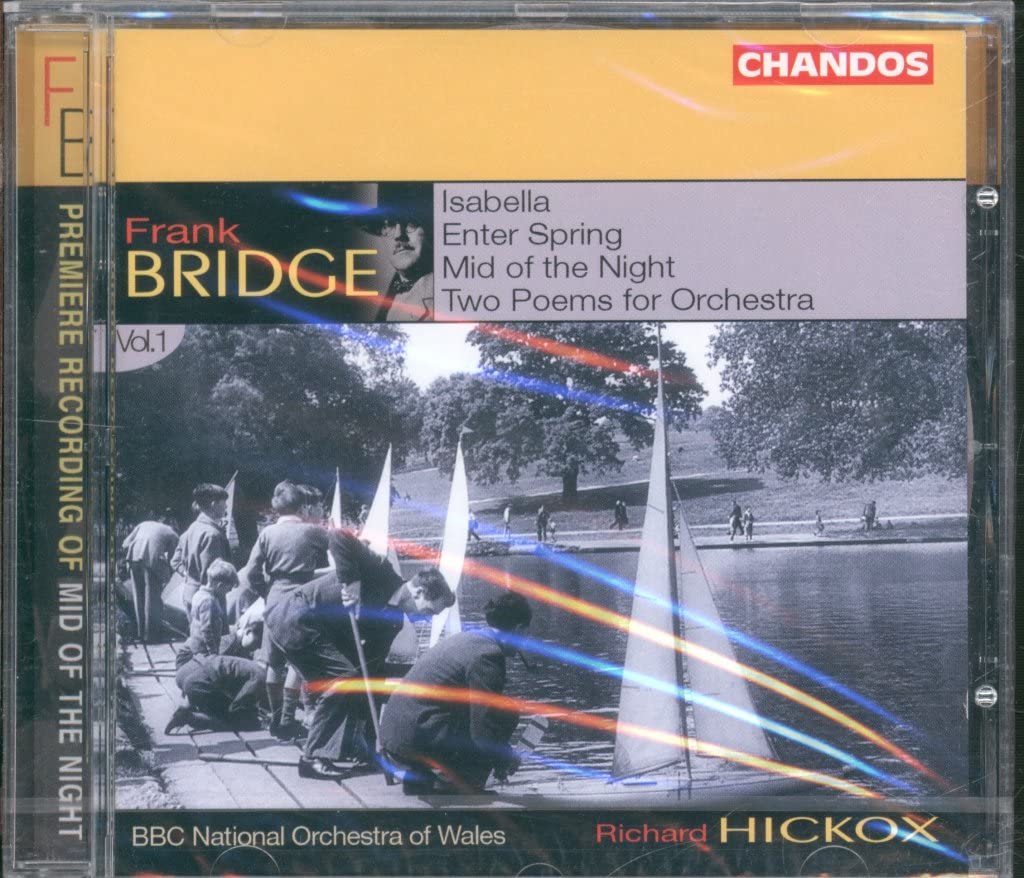 CHANDOS
FB
PREMIERE RECORDING OF MID OF THE NIGHT
Frank
BRIDGE
Isabella
Enter Spring
Mid of the Night
Two Poems for Orchestra
Vol.1
BBC National Orchestra of Wales
Richard HICKOX